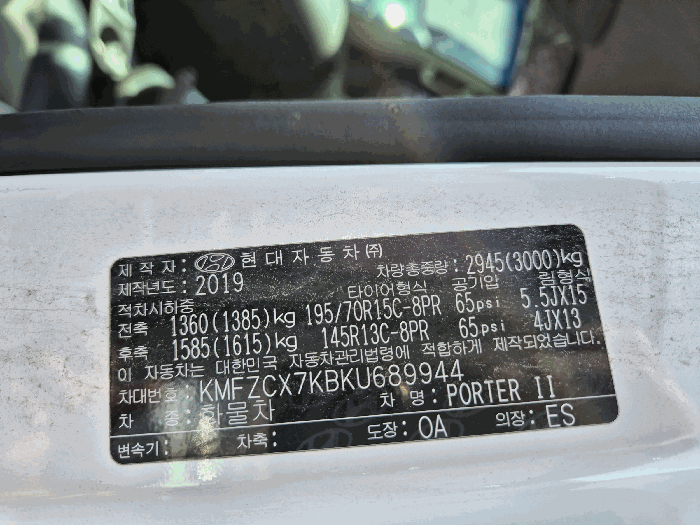 제작자: HYUNDAI 현대자동차(주)
제작년도: 2019 차량총중량: 2945(3000)kg
적차시하중 타이어형식 공기압 림형식
전축 1360(1385)kg 195/70R15C-8PR 65psi 5.5JX15
후축 1585(1615)kg 145R13C-8PR 65psi 4JX13
이 자동차는 대한민국 자동차관리법령에 적합하게 제작되었습니다.
차대번호: KMFZCX7KBKU689944
차 종: 화물차 차 명: PORTER II
변속기: 차축: 도장: OA 의장: ES